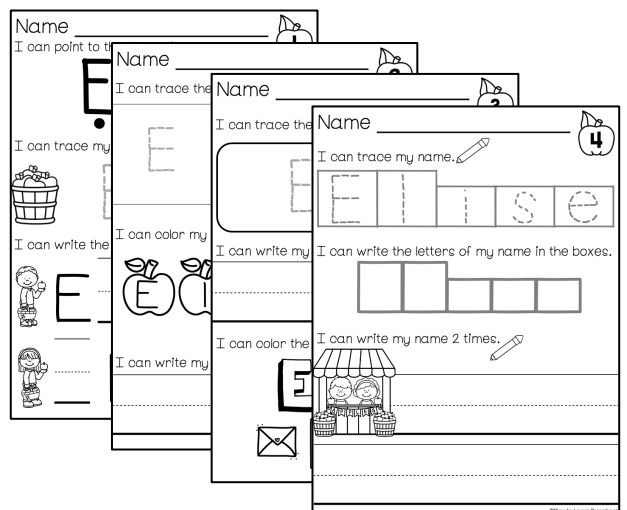 Name
1
I can point to th
E
I can trace my
E
I can write the
E
Name
I can trace the
E
I can color my
E l
I can write my
Name
3
I can trace the
E
I can write my
I can color the
E
Name
4
I can trace my name.
Elise
I can write the letters of my name in the boxes.
I can write my name 2 times.